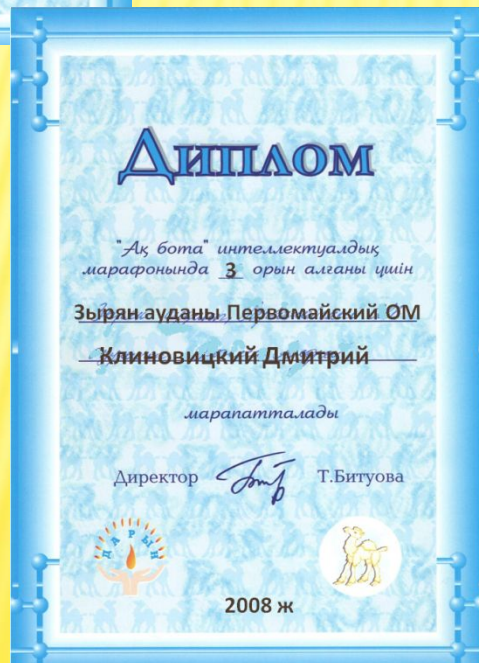 Диплом
"Ақ бота" интеллектуалдық
марафонында 3 орын алғаны үшін
Зырян ауданы Первомайский ОМ
Клиновицкий Дмитрий
марапатталады
Директор Т.Битуова
ДАРЫН
2008 ж